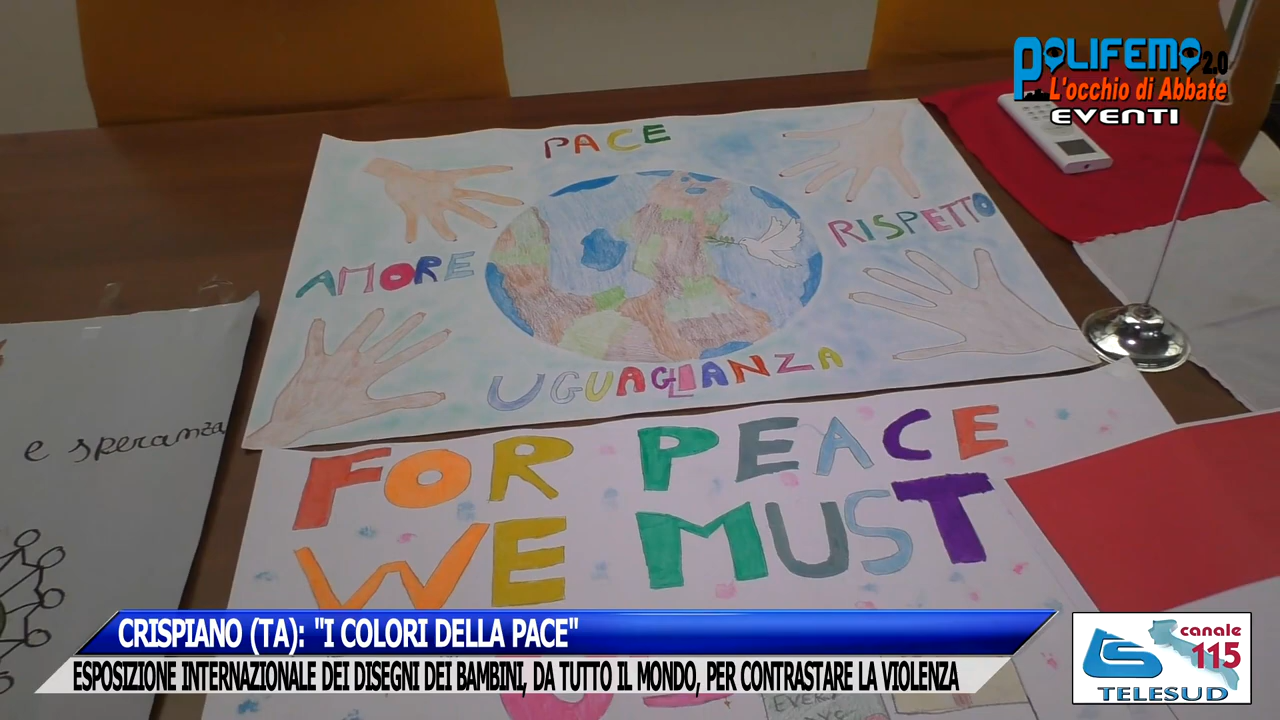 POLIFEMO 2.0
L'occhio di Abbate
EVENTI
PACE
AMORE
RISPETTO
UGUAGLIANZA
e speranza
FOR PEACE
WE MUST
CRISPIANO (TA): "I COLORI DELLA PACE"
ESPOSIZIONE INTERNAZIONALE DEI DISEGNI DEI BAMBINI, DA TUTTO IL MONDO, PER CONTRASTARE LA VIOLENZA
canale
115
TELESUD